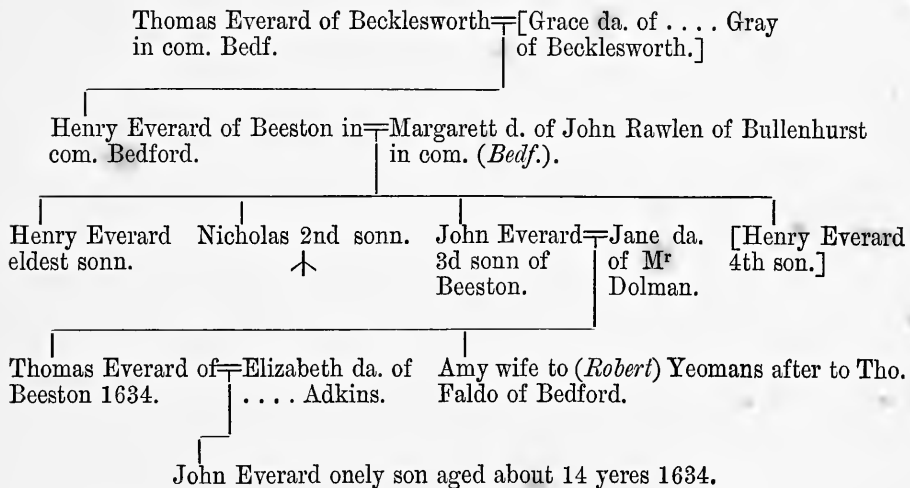 Thomas Everard of Becklesworth=[Grace da. of . . . . Gray
in com. Bedf. of Becklesworth.]
Henry Everard of Beeston in=Margarett d. of John Rawlen of Bullenhurst
com. Bedford. in com. (Bedf.).
Henry Everard Nicholas 2nd sonn. John Everard=Jane da. [Henry Everard
eldest sonn. 3d sonn of of Mr 4th son.]
Beeston. Dolman.
Thomas Everard of=Elizabeth da. of Amy wife to (Robert) Yeomans after to Tho.
Beeston 1634. . . . . Adkins. Faldo of Bedford.
John Everard onely son aged about 14 yeres 1634.